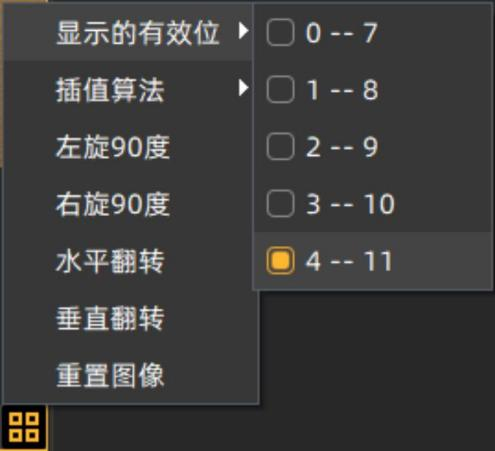 显示的有效位
插值算法
左旋90度
右旋90度
水平翻转
垂直翻转
重置图像
0 -- 7
1 -- 8
2 -- 9
3 -- 10
4 -- 11